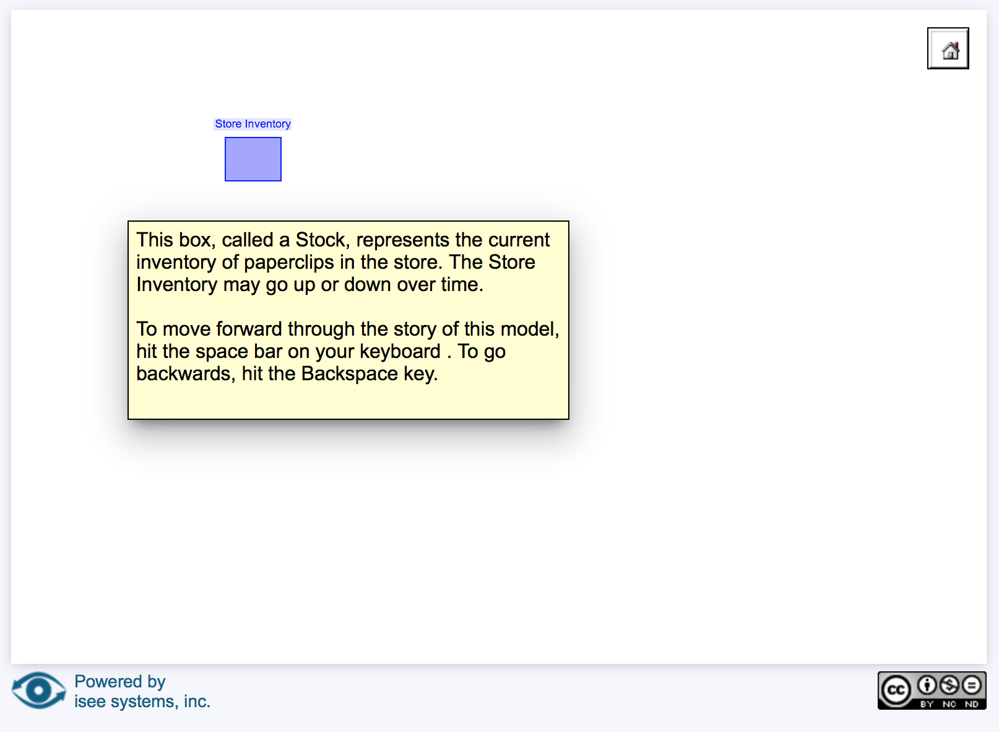 Store Inventory
This box, called a Stock, represents the current
inventory of paperclips in the store. The Store
Inventory may go up or down over time.
To move forward through the story of this model,
hit the space bar on your keyboard . To go
backwards, hit the Backspace key.
Powered by
isee systems, inc.
cc
BY NC ND